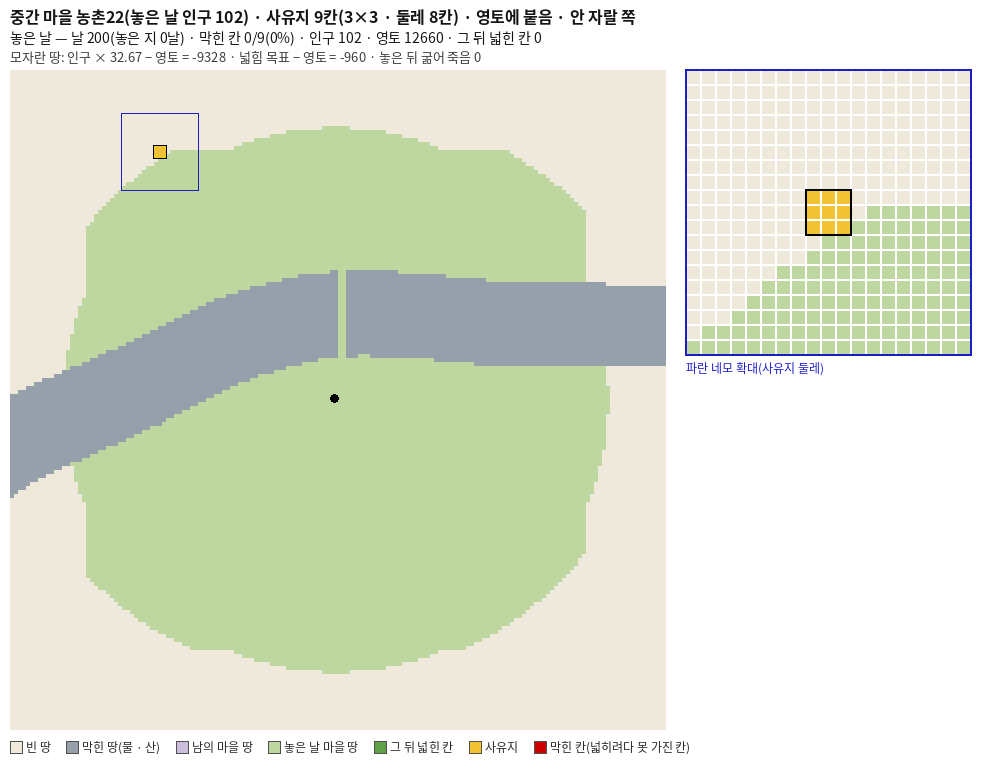 중간 마을 농촌22(놓은 날 인구 102) · 사유지 9칸(3×3 · 둘레 8칸) · 영토에 붙음 · 안 자랄 쪽
놓은 날 — 날 200(놓은 지 0날) · 막힌 칸 0/9(0%) · 인구 102 · 영토 12660 · 그 뒤 넓힌 칸 0
모자란 땅: 인구 × 32.67 − 영토 = -9328 · 넓힘 목표 − 영토 = -960 · 놓은 뒤 굶어 죽음 0
파란 네모 확대(사유지 둘레)
빈 땅
막힌 땅(물 · 산)
남의 마을 땅
놓은 날 마을 땅
그 뒤 넓힌 칸
사유지
막힌 칸(넓히려다 못 가진 칸)